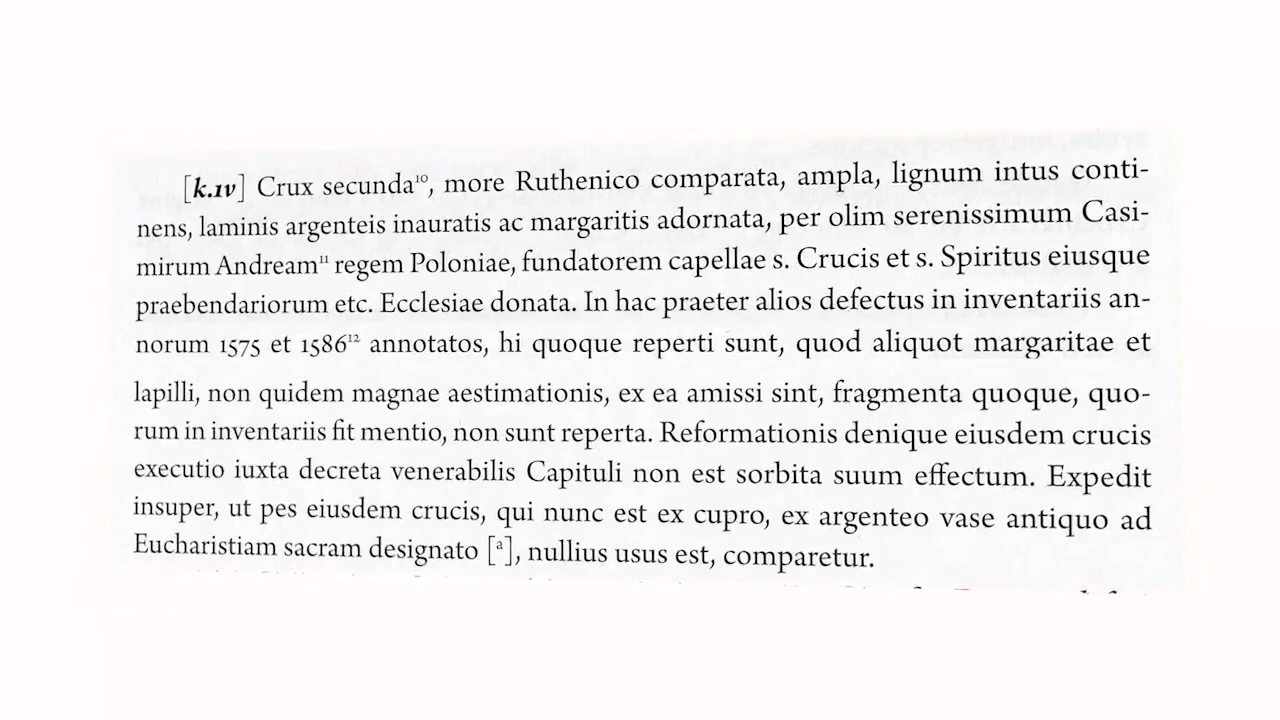 [k.1v] Crux secunda¹⁰, more Ruthenico comparata, ampla, lignum intus conti-
nens, laminis argenteis inauratis ac margaritis adornata, per olim serenissimum Casi-
mirum Andream¹¹ regem Poloniae, fundatorem capellae s. Crucis et s. Spiritus eiusque
praebendariorum etc. Ecclesiae donata. In hac praeter alios defectus in inventariis an-
norum 1575 et 1586¹² annotatos, hi quoque reperti sunt, quod aliquot margaritae et
lapilli, non quidem magnae aestimationis, ex ea amissi sint, fragmenta quoque, quo-
rum in inventariis fit mentio, non sunt reperta. Reformationis denique eiusdem crucis
executio iuxta decreta venerabilis Capituli non est sorbita suum effectum. Expedit
insuper, ut pes eiusdem crucis, qui nunc est ex cupro, ex argenteo vase antiquo ad
Eucharistiam sacram designato [ᵃ], nullius usus est, comparetur.